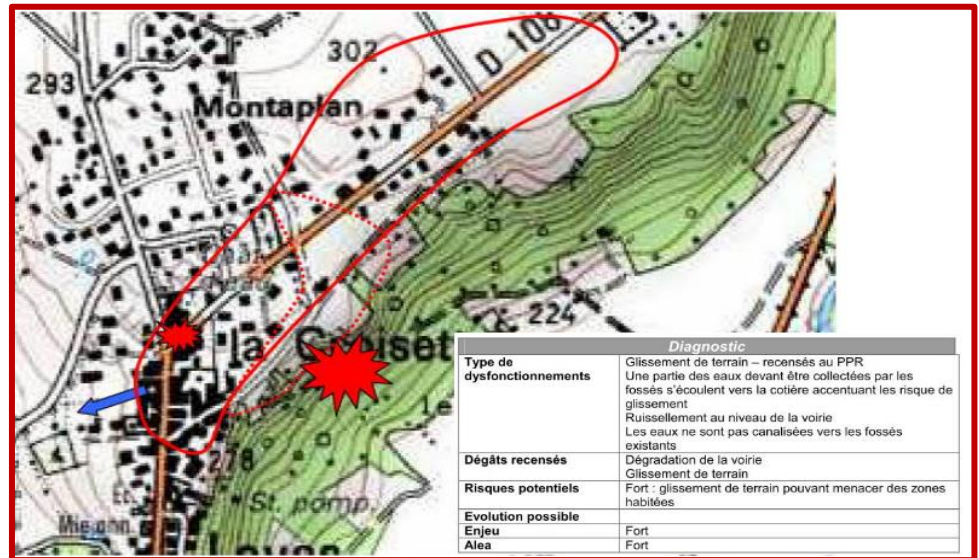 302
D 108
293
Montaplan
la Croiset
224
278
St. pomp.
Diagnostic
Type de dysfonctionnements
Glissement de terrain – recensés au PPR
Une partie des eaux devant être collectées par les
fossés s'écoulent vers la cotière accentuant les risque de
glissement
Ruissellement au niveau de la voirie
Les eaux ne sont pas canalisées vers les fossés
existants
Dégâts recensés
Dégradation de la voirie
Glissement de terrain
Risques potentiels
Fort : glissement de terrain pouvant menacer des zones
habitées
Evolution possible
Enjeu
Fort
Alea
Fort